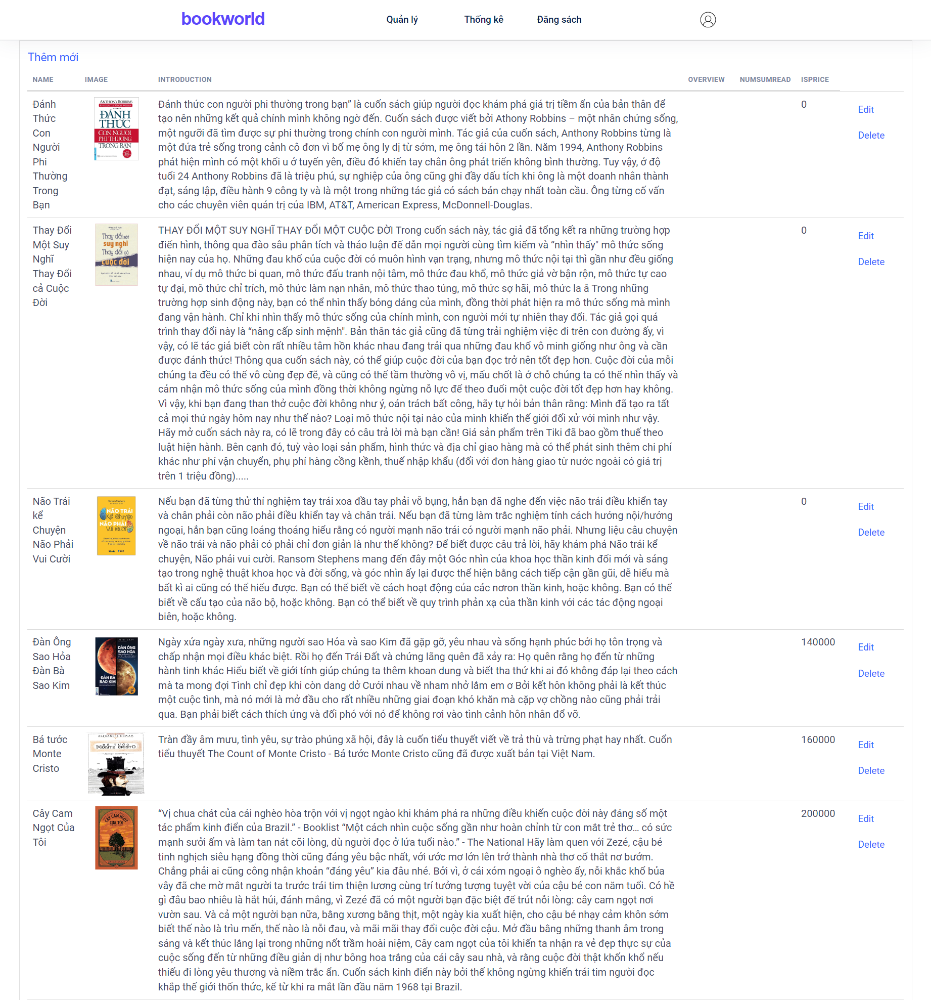 bookworld
Quản lý
Thống kê
Đăng sách
Thêm mới
NAME IMAGE INTRODUCTION OVERVIEW NUMSUMREAD ISPRICE
Đánh
Thức
Con
Người
Phi
Thường
Trong
Bạn
ANTHONY ROBBINS
ĐÁNH
THỨC
CON NGƯỜI
PHI THƯỜNG
TRONG BẠN
Đánh thức con người phi thường trong bạn” là cuốn sách giúp người đọc khám phá giá trị tiềm ẩn của bản thân để
tạo nên những kết quả chính mình không ngờ đến. Cuốn sách được viết bởi Athony Robbins – một nhân chứng sống,
một người đã tìm được sự phi thường trong chính con người mình. Tác giả của cuốn sách, Anthony Robbins từng là
một đứa trẻ sống trong cảnh cô đơn vì bố mẹ ông ly dị từ sớm, mẹ ông tái hôn 2 lần. Năm 1994, Anthony Robbins
phát hiện mình có một khối u ở tuyến yên, điều đó khiến tay chân ông phát triển không bình thường. Tuy vậy, ở độ
tuổi 24 Anthony Robbins đã là triệu phú, sự nghiệp của ông cũng ghi đầy dấu tích khi ông là một doanh nhân thành
đạt, sáng lập, điều hành 9 công ty và là một trong những tác giả có sách bán chạy nhất toàn cầu. Ông từng cố vấn
cho các chuyên viên quản trị của IBM, AT&T, American Express, McDonnell-Douglas.
0
Edit
Delete
Thay Đổi
Một Suy
Nghĩ
Thay Đổi
cả Cuộc
Đời
Thay đổi một
suy nghĩ
Thay đổi cả
cuộc đời
THAY ĐỔI MỘT SUY NGHĨ THAY ĐỔI MỘT CUỘC ĐỜI Trong cuốn sách này, tác giả đã tổng kết ra những trường hợp
điển hình, thông qua đào sâu phân tích và thảo luận để dẫn mọi người cùng tìm kiếm và “nhìn thấy" mô thức sống
hiện nay của họ. Những đau khổ của cuộc đời có muôn hình vạn trạng, nhưng mô thức nội tại thì gần như đều giống
nhau, ví dụ mô thức bi quan, mô thức đấu tranh nội tâm, mô thức đau khổ, mô thức giả vờ bận rộn, mô thức tự cao
tự đại, mô thức chỉ trích, mô thức làm nạn nhân, mô thức thao túng, mô thức sợ hãi, mô thức la â Trong những
trường hợp sinh động này, bạn có thể nhìn thấy bóng dáng của mình, đồng thời phát hiện ra mô thức sống mà mình
đang vận hành. Chỉ khi nhìn thấy mô thức sống của chính mình, con người mới tự nhiên thay đổi. Tác giả gọi quá
trình thay đổi này là “nâng cấp sinh mệnh". Bản thân tác giả cũng đã từng trải nghiệm việc đi trên con đường ấy, vì
vậy, có lẽ tác giả biết còn rất nhiều tâm hồn khác nhau đang trải qua những đau khổ vô minh giống như ông và cần
được đánh thức! Thông qua cuốn sách này, có thể giúp cuộc đời của bạn đọc trở nên tốt đẹp hơn. Cuộc đời của mỗi
chúng ta đều có thể vô cùng đẹp đẽ, và cũng có thể tầm thường vô vị, mấu chốt là ở chỗ chúng ta có thể nhìn thấy và
cảm nhận mô thức sống của mình đồng thời không ngừng nỗ lực để theo đuổi một cuộc đời tốt đẹp hơn hay không.
Vì vậy, khi bạn đang than thở cuộc đời không như ý, oán trách bất công, hãy tự hỏi bản thân rằng: Mình đã tạo ra tất
cả mọi thứ ngày hôm nay như thế nào? Loại mô thức nội tại nào của mình khiến thế giới đối xử với mình như vậy.
Hãy mở cuốn sách này ra, có lẽ trong đây có câu trả lời mà bạn cần! Giá sản phẩm trên Tiki đã bao gồm thuế theo
luật hiện hành. Bên cạnh đó, tuỳ vào loại sản phẩm, hình thức và địa chỉ giao hàng mà có thể phát sinh thêm chi phí
khác như phí vận chuyển, phụ phí hàng cồng kềnh, thuế nhập khẩu (đối với đơn hàng giao từ nước ngoài có giá trị
trên 1 triệu đồng).....
0
Edit
Delete
Não Trái
kể
Chuyện
Não Phải
Vui Cười
NÃO TRÁI
Kể Chuyện
NÃO PHẢI
Vui Cười
Nếu bạn đã từng thử thí nghiệm tay trái xoa đầu tay phải vỗ bụng, hẳn bạn đã nghe đến việc não trái điều khiển tay
và chân phải còn não phải điều khiển tay và chân trái. Nếu bạn đã từng làm trắc nghiệm tính cách hướng nội/hướng
ngoại, hẳn bạn cũng loáng thoáng hiểu rằng có người mạnh não trái có người mạnh não phải. Nhưng liệu câu chuyện
về não trái và não phải có phải chỉ đơn giản là như thế không? Để biết được câu trả lời, hãy khám phá Não trái kể
chuyện, Não phải vui cười. Ransom Stephens mang đến đây một Góc nhìn của khoa học thần kinh đổi mới và sáng
tạo trong nghệ thuật khoa học và đời sống, và góc nhìn ấy lại được thể hiện bằng cách tiếp cận gần gũi, dễ hiểu mà
bất kì ai cũng có thể hiểu được. Bạn có thể biết về cách hoạt động của các nơron thần kinh, hoặc không. Bạn có thể
biết về cấu tạo của não bộ, hoặc không. Bạn có thể biết về quy trình phản xạ của thần kinh với các tác động ngoại
biên, hoặc không.
0
Edit
Delete
Đàn Ông
Sao Hỏa
Đàn Bà
Sao Kim
ĐÀN ÔNG
SAO HỎA
ĐÀN BÀ
SAO KIM
Ngày xửa ngày xưa, những người sao Hỏa và sao Kim đã gặp gỡ, yêu nhau và sống hạnh phúc bởi họ tôn trọng và
chấp nhận mọi điều khác biệt. Rồi họ đến Trái Đất và chứng lãng quên đã xảy ra: Họ quên rằng họ đến từ những
hành tinh khác Hiểu biết về giới tính giúp chúng ta thêm khoan dung và biết tha thứ khi ai đó không đáp lại theo cách
mà ta mong đợi Tình chỉ đẹp khi còn dang dở Cưới nhau về nham nhở lắm em ơ Bởi kết hôn không phải là kết thúc
một cuộc tình, mà nó mới là mở đầu cho rất nhiều những giai đoạn khó khăn mà cặp vợ chồng nào cũng phải trải
qua. Bạn phải biết cách thích ứng và đối phó với nó để không rơi vào tình cảnh hôn nhân đổ vỡ.
140000
Edit
Delete
Bá tước
Monte
Cristo
ALEXANDRE DUMAS
BÁ TƯỚC
MONTE CRISTO
Tràn đầy âm mưu, tình yêu, sự trào phúng xã hội, đây là cuốn tiểu thuyết viết về trả thù và trừng phạt hay nhất. Cuốn
tiểu thuyết The Count of Monte Cristo - Bá tước Monte Cristo cũng đã được xuất bản tại Việt Nam.
160000
Edit
Delete
Cây Cam
Ngọt Của
Tôi
CÂY CAM NGỌT
CỦA TÔI
“Vị chua chát của cái nghèo hòa trộn với vị ngọt ngào khi khám phá ra những điều khiến cuộc đời này đáng số một
tác phẩm kinh điển của Brazil.” - Booklist “Một cách nhìn cuộc sống gần như hoàn chỉnh từ con mắt trẻ thơ… có sức
mạnh sưởi ấm và làm tan nát cõi lòng, dù người đọc ở lứa tuổi nào.” - The National Hãy làm quen với Zezé, cậu bé
tinh nghịch siêu hạng đồng thời cũng đáng yêu bậc nhất, với ước mơ lớn lên trở thành nhà thơ cổ thắt nơ bướm.
Chẳng phải ai cũng công nhận khoản “đáng yêu” kia đâu nhé. Bởi vì, ở cái xóm ngoại ô nghèo ấy, nỗi khắc khổ bủa
vây đã che mờ mắt người ta trước trái tim thiện lương cùng trí tưởng tượng tuyệt vời của cậu bé con năm tuổi. Có hề
gì đâu bao nhiêu là hắt hủi, đánh mắng, vì Zezé đã có một người bạn đặc biệt để trút nỗi lòng: cây cam ngọt nơi
vườn sau. Và cả một người bạn nữa, bằng xương bằng thịt, một ngày kia xuất hiện, cho cậu bé nhạy cảm khôn sớm
biết thế nào là trìu mến, thế nào là nỗi đau, và mãi mãi thay đổi cuộc đời cậu. Mở đầu bằng những thanh âm trong
sáng và kết thúc lắng lại trong những nốt trầm hoài niệm, Cây cam ngọt của tôi khiến ta nhận ra vẻ đẹp thực sự của
cuộc sống đến từ những điều giản dị như bông hoa trắng của cái cây sau nhà, và rằng cuộc đời thật khốn khổ nếu
thiếu đi lòng yêu thương và niềm trắc ẩn. Cuốn sách kinh điển này bởi thế không ngừng khiến trái tim người đọc
khắp thế giới thổn thức, kể từ khi ra mắt lần đầu năm 1968 tại Brazil.
200000
Edit
Delete